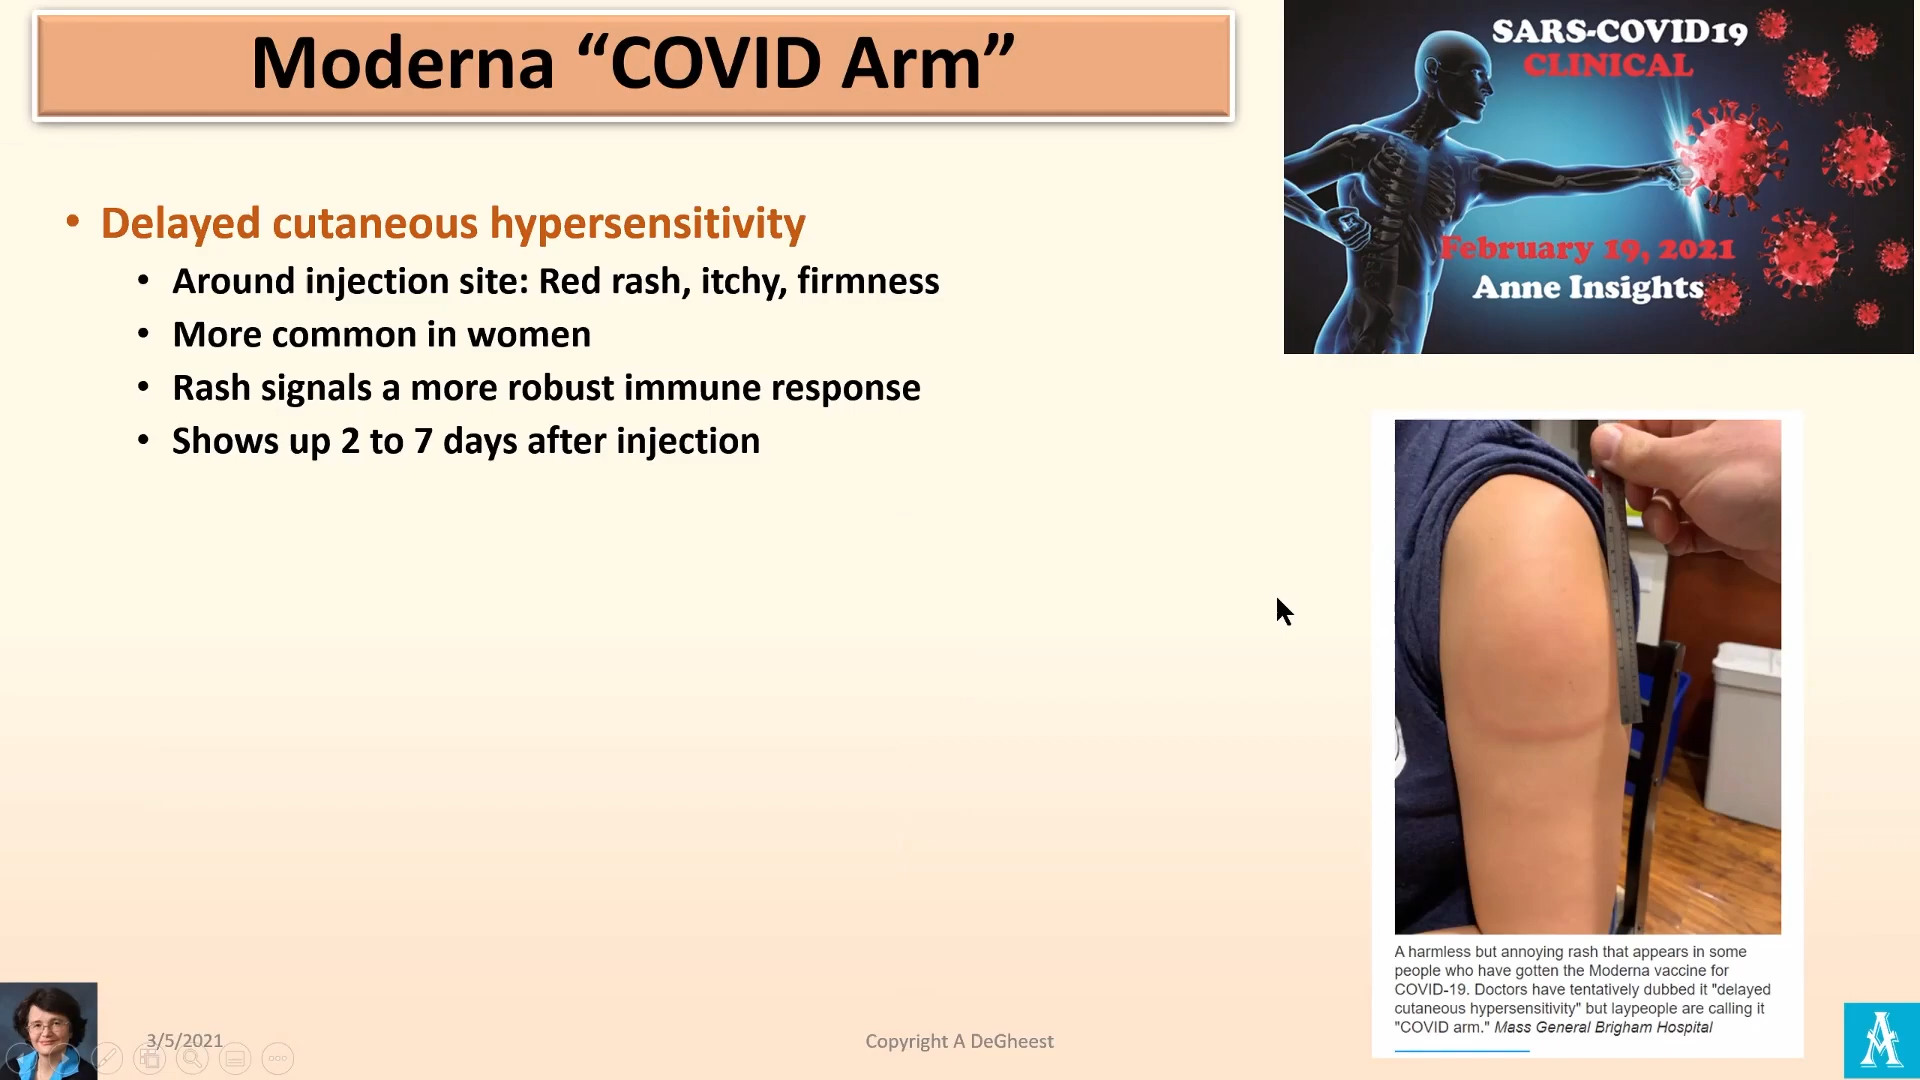 Moderna “COVID Arm”
SARS-COVID19
CLINICAL
February 19, 2021
Anne Insights
• Delayed cutaneous hypersensitivity
• Around injection site: Red rash, itchy, firmness
• More common in women
• Rash signals a more robust immune response
• Shows up 2 to 7 days after injection
A harmless but annoying rash that appears in some
people who have gotten the Moderna vaccine for
COVID-19. Doctors have tentatively dubbed it "delayed
cutaneous hypersensitivity" but laypeople are calling it
"COVID arm." Mass General Brigham Hospital
3/5/2021
Copyright A DeGheest
A